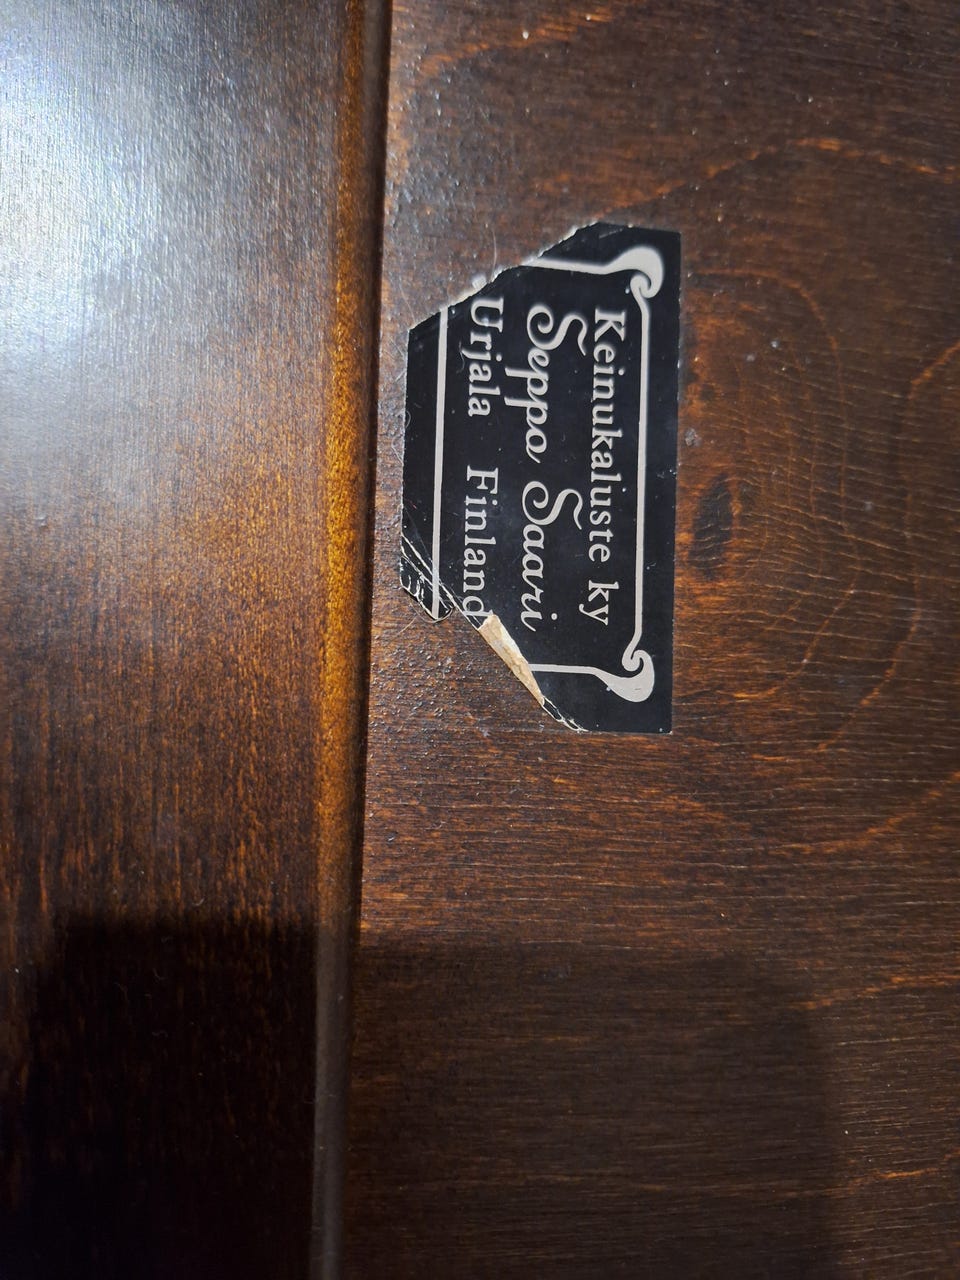 Keinukaluste ky
Seppo Saari
Urjala Finland